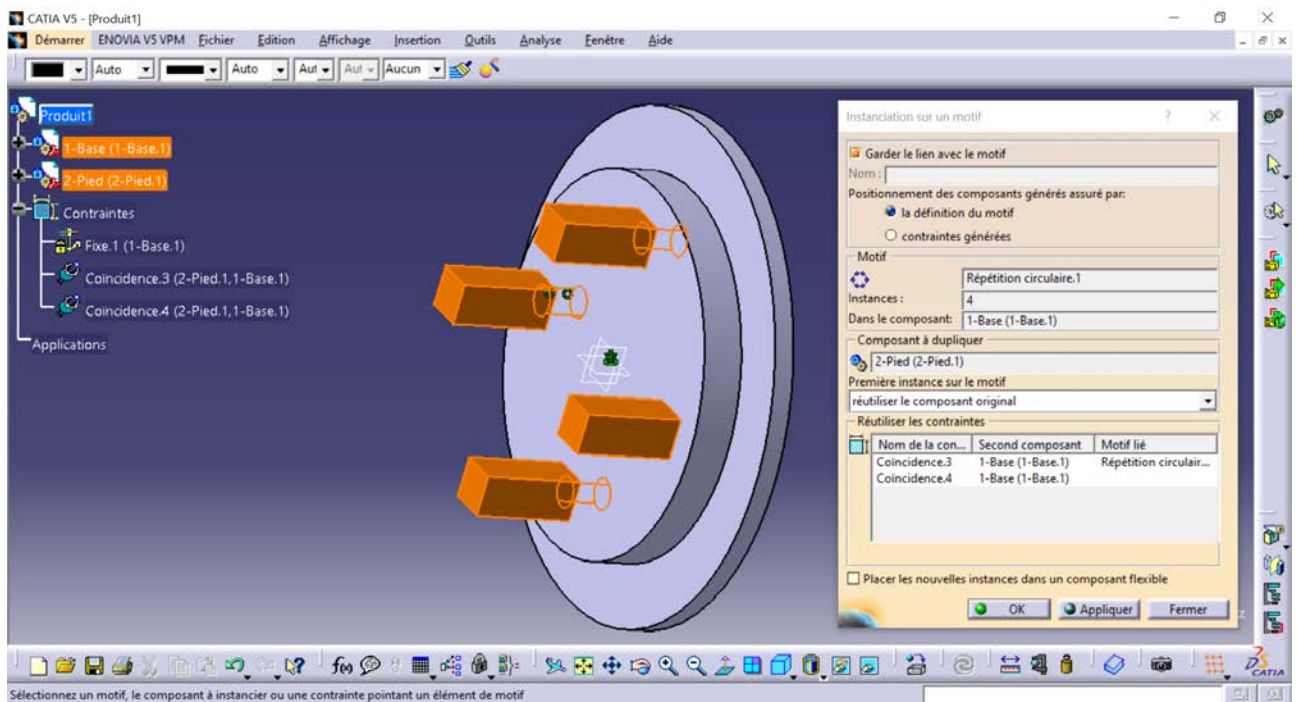 CATIA V5 - [Produit1]
Démarrer ENOVIA V5 VPM Fichier Edition Affichage Insertion Outils Analyse Fenêtre Aide
Auto Auto Aut Aut Aucun
Produit1
1-Base (1-Base.1)
2-Pied (2-Pied.1)
Contraintes
Fixe.1 (1-Base.1)
Coïncidence.3 (2-Pied.1,1-Base.1)
Coïncidence.4 (2-Pied.1,1-Base.1)
Applications
Instanciation sur un motif
Garder le lien avec le motif
Nom :
Positionnement des composants générés assuré par:
la définition du motif
contraintes générées
Motif
Répétition circulaire.1
Instances : 4
Dans le composant: 1-Base (1-Base.1)
Composant à dupliquer
2-Pied (2-Pied.1)
Première instance sur le motif
réutiliser le composant original
Réutiliser les contraintes
Nom de la con... Second composant Motif lié
Coïncidence.3 1-Base (1-Base.1) Répétition circulair...
Coïncidence.4 1-Base (1-Base.1)
Placer les nouvelles instances dans un composant flexible
OK Appliquer Fermer
f(x)
CATIA
Sélectionnez un motif, le composant à instancier ou une contrainte pointant un élément de motif